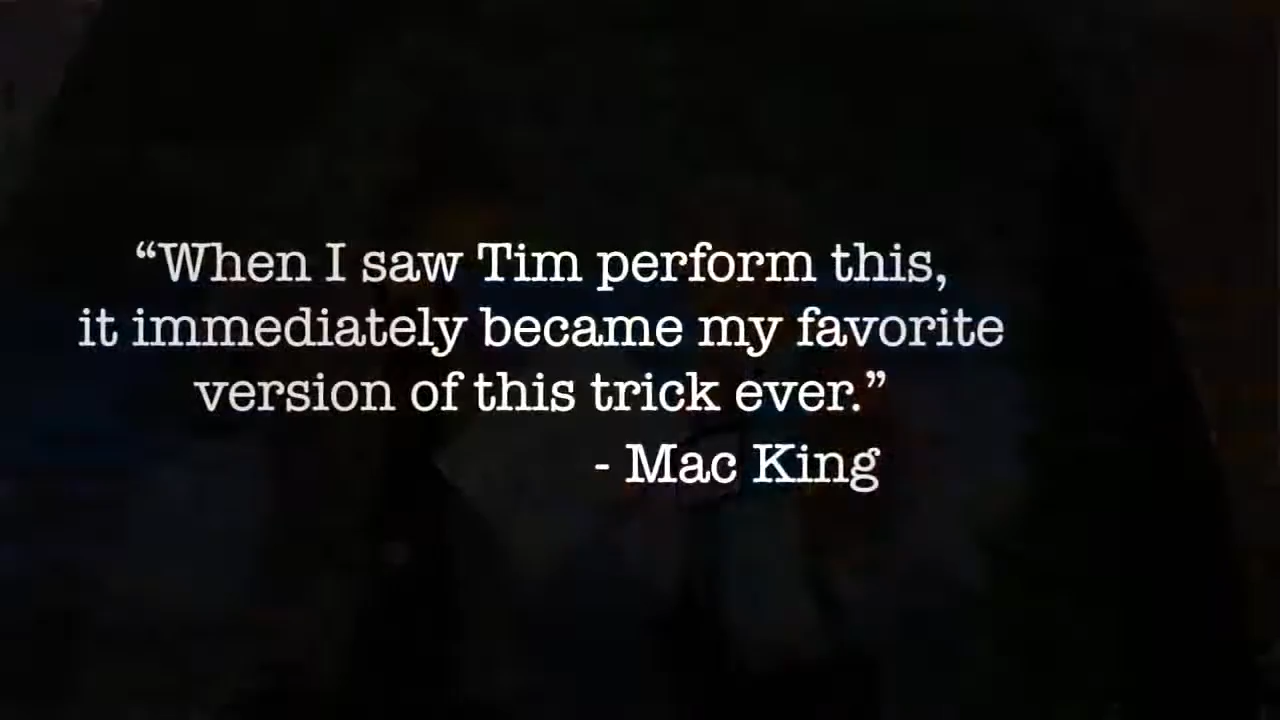 “When I saw Tim perform this,
it immediately became my favorite
version of this trick ever.”
- Mac King